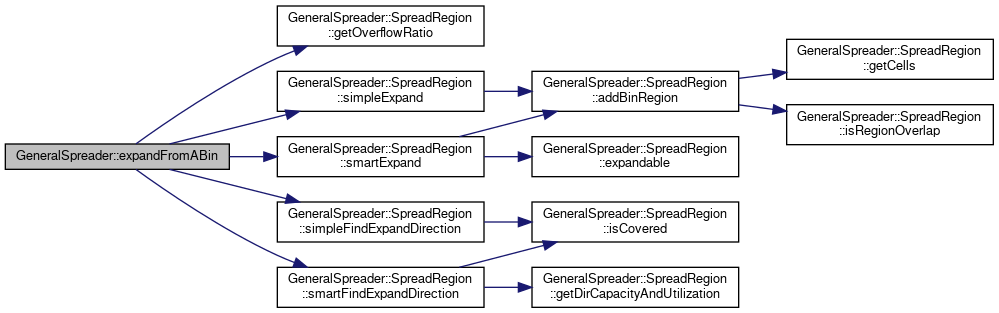 GeneralSpreader::expandFromABin
GeneralSpreader::SpreadRegion
::getOverflowRatio
GeneralSpreader::SpreadRegion
::simpleExpand
GeneralSpreader::SpreadRegion
::smartExpand
GeneralSpreader::SpreadRegion
::simpleFindExpandDirection
GeneralSpreader::SpreadRegion
::smartFindExpandDirection
GeneralSpreader::SpreadRegion
::addBinRegion
GeneralSpreader::SpreadRegion
::expandable
GeneralSpreader::SpreadRegion
::isCovered
GeneralSpreader::SpreadRegion
::getDirCapacityAndUtilization
GeneralSpreader::SpreadRegion
::getCells
GeneralSpreader::SpreadRegion
::isRegionOverlap